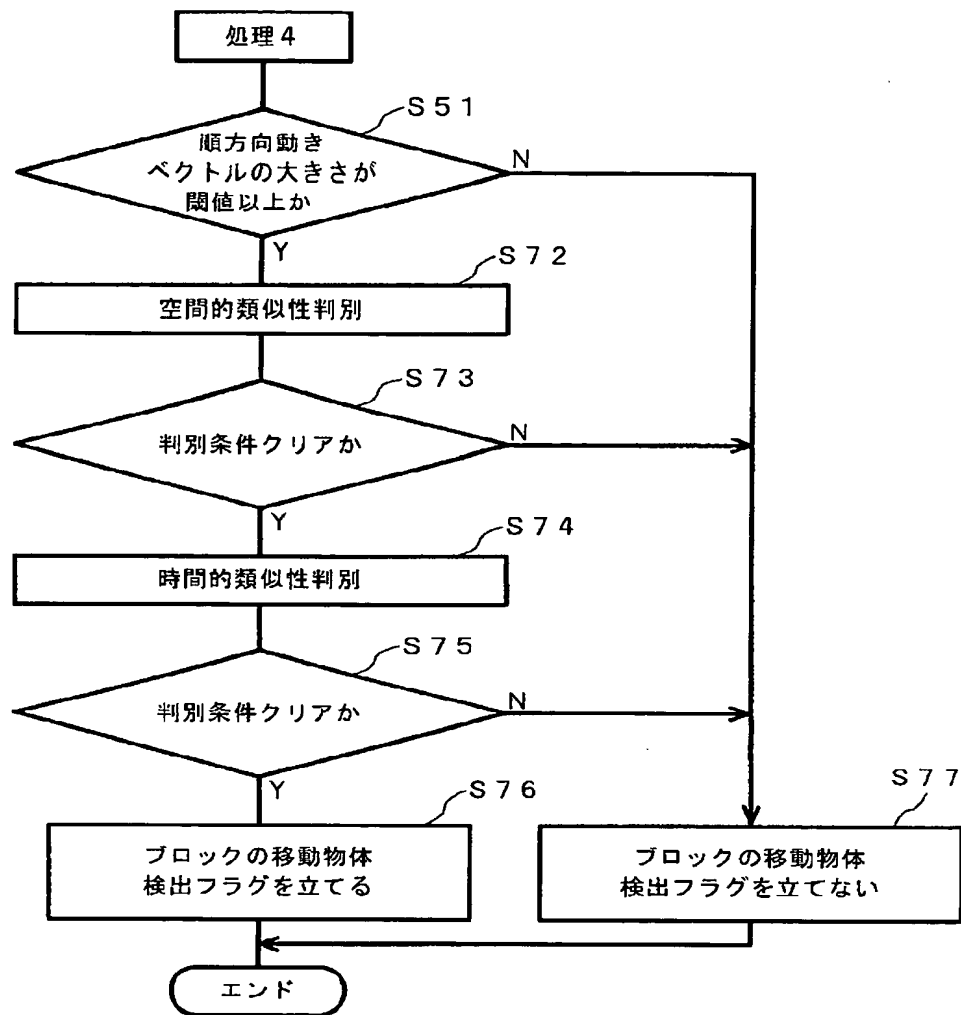 処理4
S51
順方向動き
ベクトルの大きさが
閾値以上か
N
Y
S72
空間的類似性判別
S73
判別条件クリアか
N
Y
S74
時間的類似性判別
S75
判別条件クリアか
N
Y
S76
ブロックの移動物体
検出フラグを立てる
S77
ブロックの移動物体
検出フラグを立てない
エンド